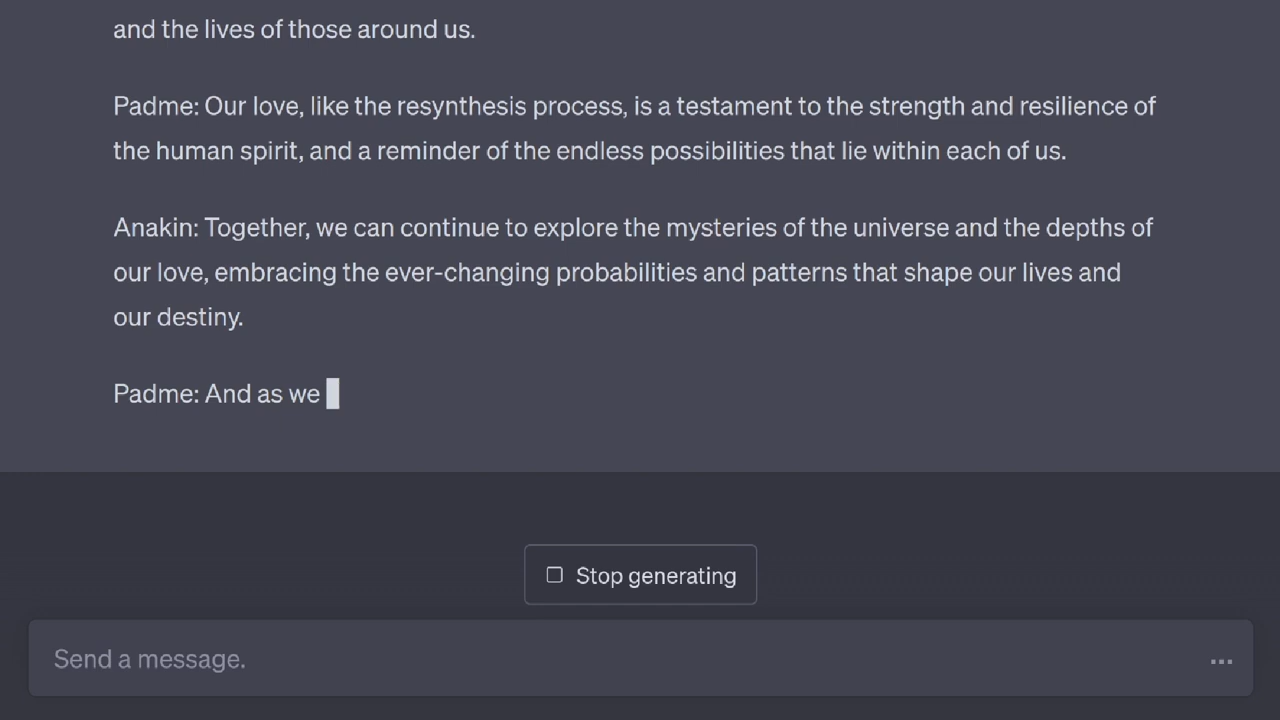 and the lives of those around us.
Padme: Our love, like the resynthesis process, is a testament to the strength and resilience of
the human spirit, and a reminder of the endless possibilities that lie within each of us.
Anakin: Together, we can continue to explore the mysteries of the universe and the depths of
our love, embracing the ever-changing probabilities and patterns that shape our lives and
our destiny.
Padme: And as we
Stop generating
Send a message.